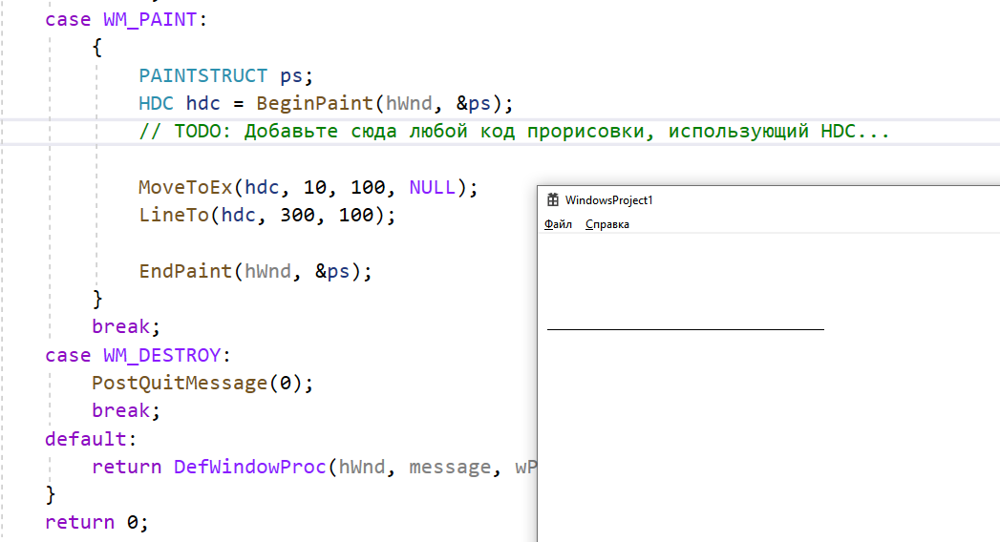 case WM_PAINT:
{
PAINTSTRUCT ps;
HDC hdc = BeginPaint(hWnd, &ps);
// TODO: Добавьте сюда любой код прорисовки, использующий HDC...
MoveToEx(hdc, 10, 100, NULL);
LineTo(hdc, 300, 100);
EndPaint(hWnd, &ps);
}
break;
case WM_DESTROY:
PostQuitMessage(0);
break;
default:
return DefWindowProc(hWnd, message, wP
}
return 0;
WindowsProject1
Файл Справка